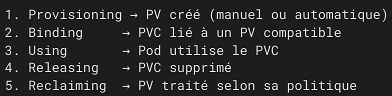 1. Provisioning → PV créé (manuel ou automatique)
2. Binding → PVC lié à un PV compatible
3. Using → Pod utilise le PVC
4. Releasing → PVC supprimé
5. Reclaiming → PV traité selon sa politique